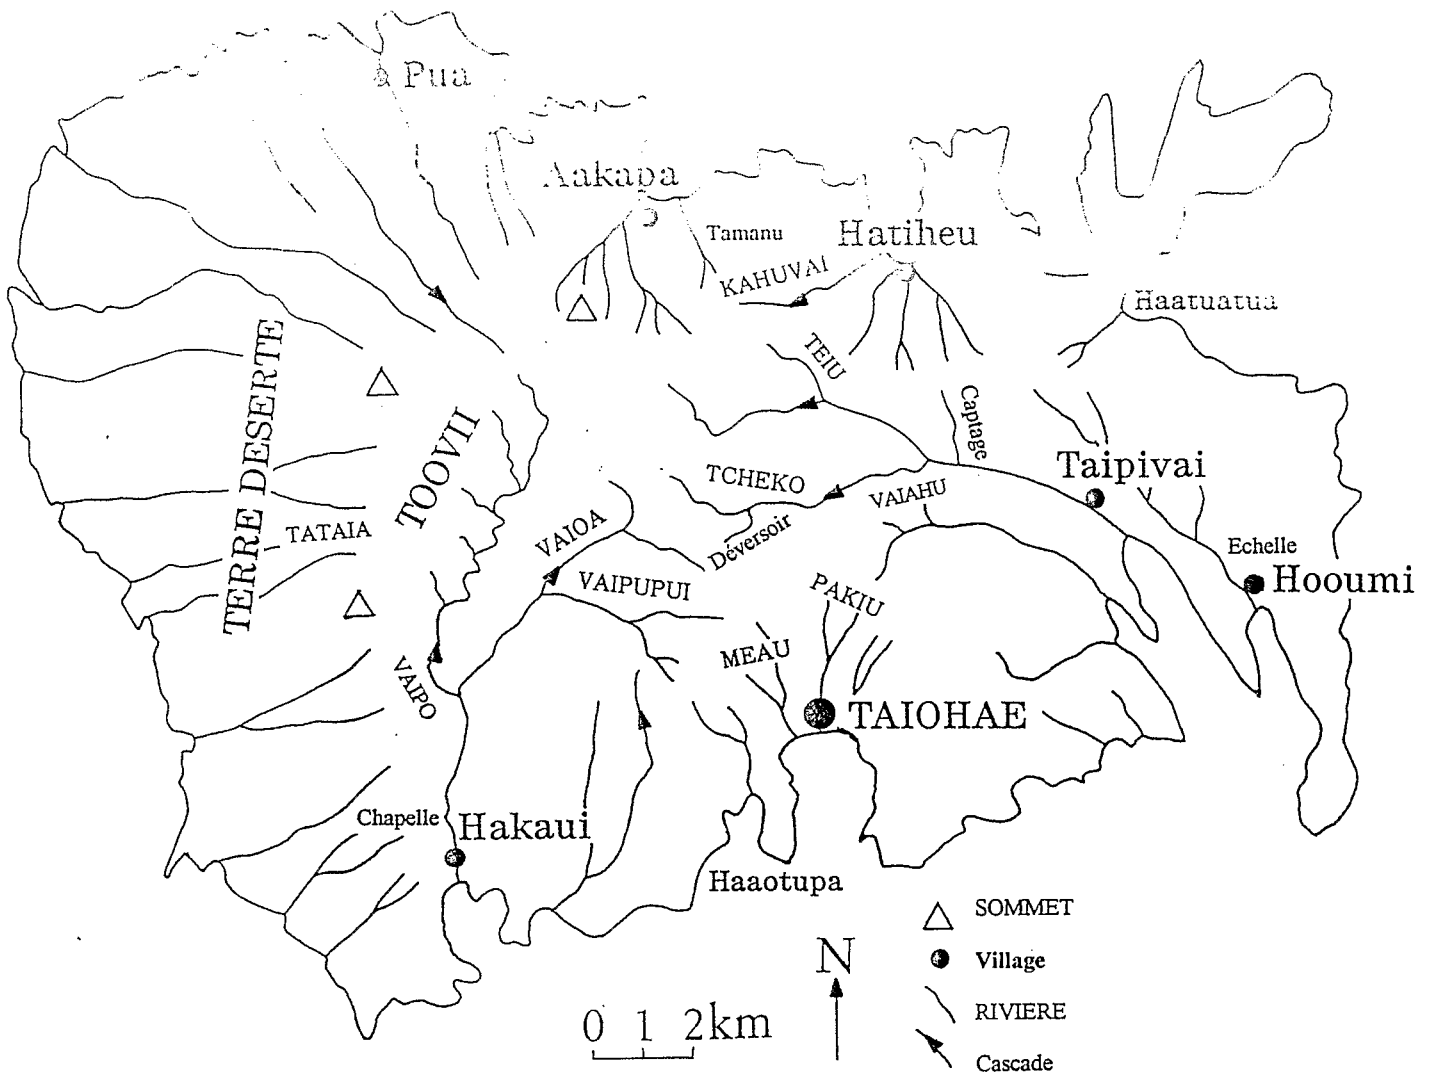 Pua
Aakapa
Tamanu
Hatiheu
KAHUVAI
Haatuatua
TEIU
Captage
TERRE DESERTE
TOOVII
Taipivai
TCHEKO
VAIAHU
TATAIA
VAIOA
Déversoir
Echelle
Hooumi
VAIPUPUI
PAKIU
MEAU
VAIPO
TAIOHAE
Chapelle
Hakaui
Haaotupa
SOMMET
Village
RIVIERE
Cascade
N
0 1 2km